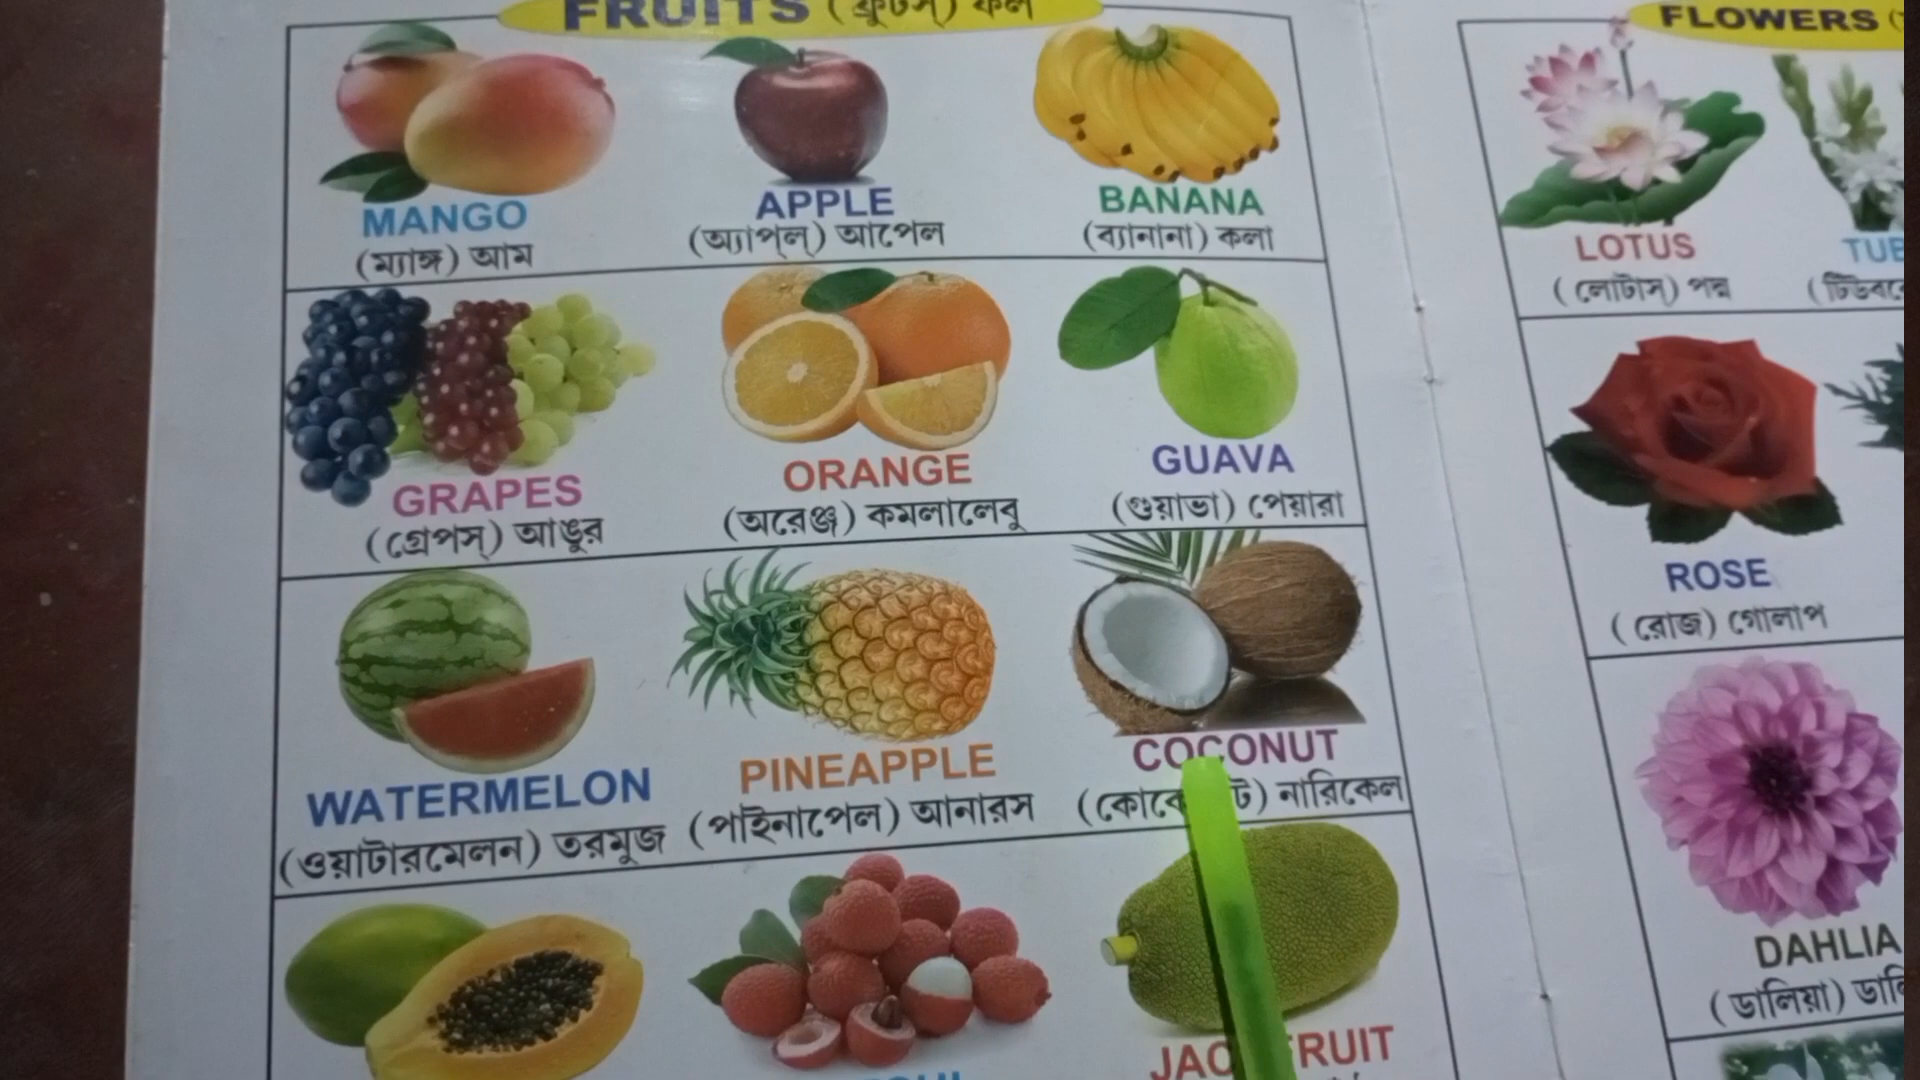 FRUITS (ফ্রুটস্) ফল
MANGO
(ম্যাঙ্গ) আম
APPLE
(অ্যাপ্‌ল) আপেল
BANANA
(ব্যানানা) কলা
GRAPES
(গ্রেপস্) আঙুর
ORANGE
(অরেঞ্জ) কমলালেবু
GUAVA
(গুয়াভা) পেয়ারা
WATERMELON
(ওয়াটারমেলন) তরমুজ
PINEAPPLE
(পাইনাপেল) আনারস
COCONUT
নারিকেল
FLOWERS
LOTUS
(লোটাস্) পদ্ম
ROSE
(রোজ) গোলাপ
DAHLIA
(ডালিয়া)